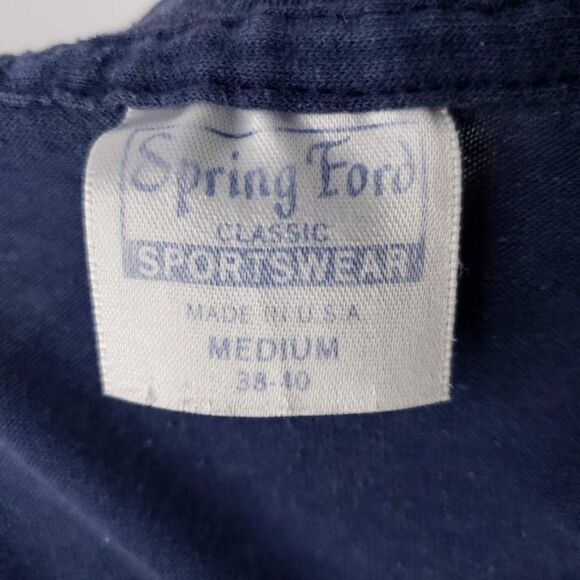 Spring Ford
CLASSIC
SPORTSWEAR
MADE IN U.S.A.
MEDIUM
38-40